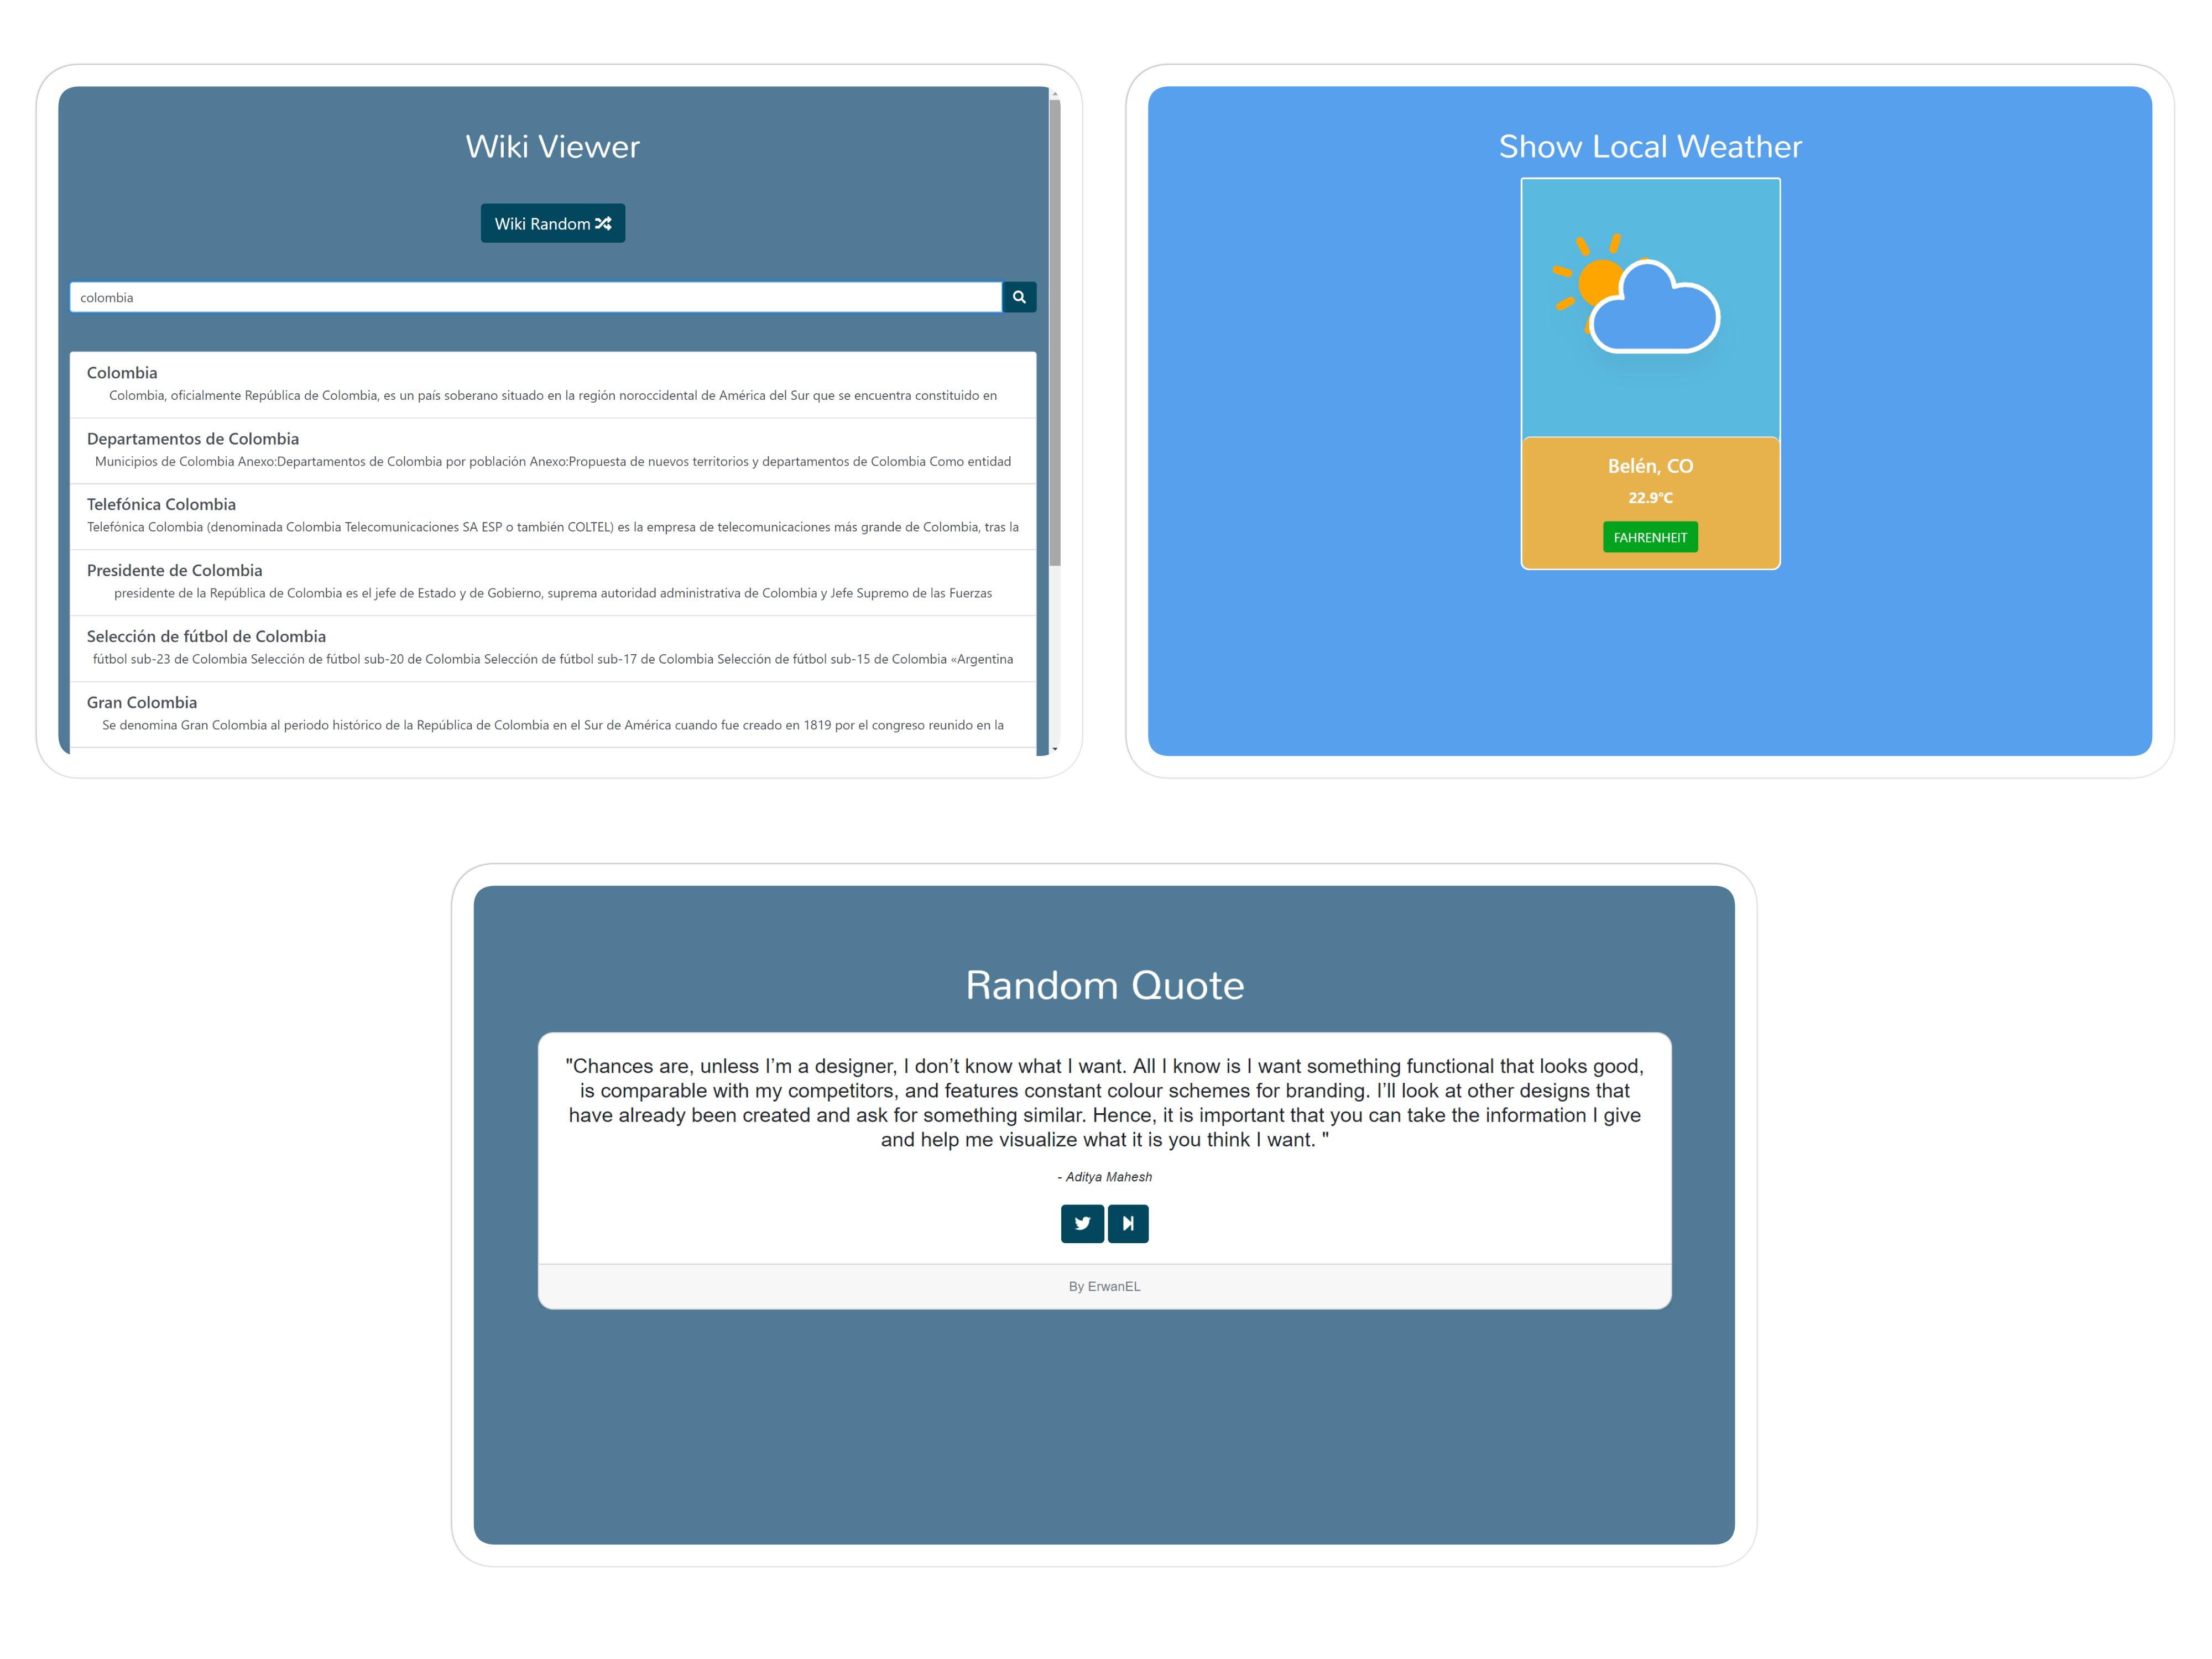 Wiki Viewer
Wiki Random
colombia
Colombia
Colombia, oficialmente República de Colombia, es un país soberano situado en la región noroccidental de América del Sur que se encuentra constituido en
Departamentos de Colombia
Municipios de Colombia Anexo:Departamentos de Colombia por población Anexo:Propuesta de nuevos territorios y departamentos de Colombia Como entidad
Telefónica Colombia
Telefónica Colombia (denominada Colombia Telecomunicaciones SA ESP o también COLTEL) es la empresa de telecomunicaciones más grande de Colombia, tras la
Presidente de Colombia
presidente de la República de Colombia es el jefe de Estado y de Gobierno, suprema autoridad administrativa de Colombia y Jefe Supremo de las Fuerzas
Selección de fútbol de Colombia
fútbol sub-23 de Colombia Selección de fútbol sub-20 de Colombia Selección de fútbol sub-17 de Colombia Selección de fútbol sub-15 de Colombia «Argentina
Gran Colombia
Se denomina Gran Colombia al periodo histórico de la República de Colombia en el Sur de América cuando fue creado en 1819 por el congreso reunido en la
Show Local Weather
Belén, CO
22.9°C
FAHRENHEIT
Random Quote
"Chances are, unless I’m a designer, I don’t know what I want. All I know is I want something functional that looks good,
is comparable with my competitors, and features constant colour schemes for branding. I’ll look at other designs that
have already been created and ask for something similar. Hence, it is important that you can take the information I give
and help me visualize what it is you think I want. "
- Aditya Mahesh
By ErwanEL